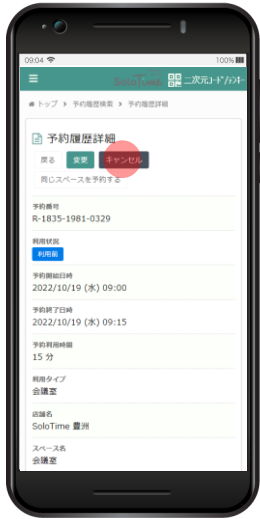 09:04 100%
SoloTime 二次元コード/テンキー
トップ > 予約履歴検索 > 予約履歴詳細
予約履歴詳細
戻る 変更 キャンセル
同じスペースを予約する
予約番号
R-1835-1981-0329
利用状況
利用前
予約開始日時
2022/10/19 (水) 09:00
予約終了日時
2022/10/19 (水) 09:15
予約利用時間
15 分
利用タイプ
会議室
店舗名
SoloTime 豊洲
スペース名
会議室